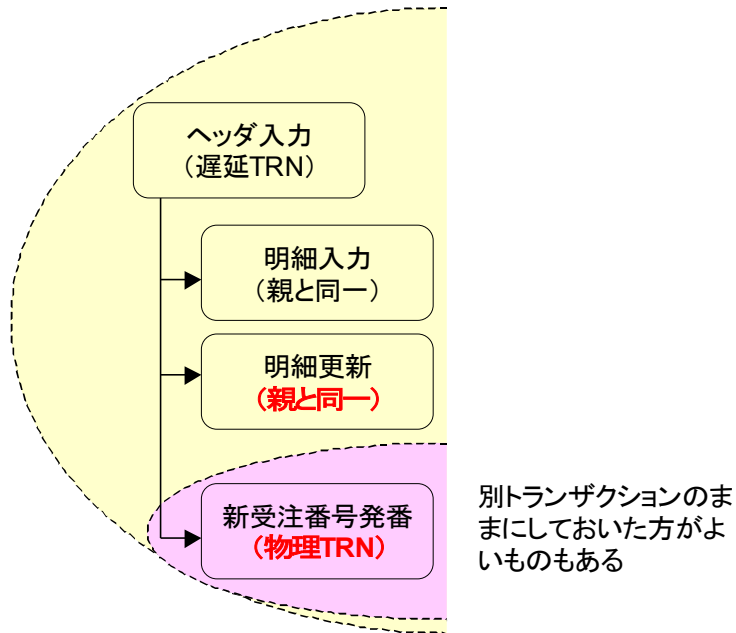 ヘッダ入力
（遅延TRN）
明細入力
（親と同一）
明細更新
（親と同一）
新受注番号発番
（物理TRN）
別トランザクションのま
まにしておいた方がよ
いものもある